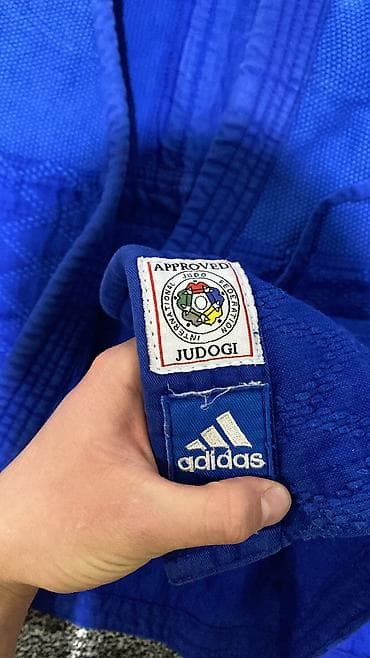 APPROVED
INTERNATIONAL JUDO FEDERATION
JUDOGI
adidas